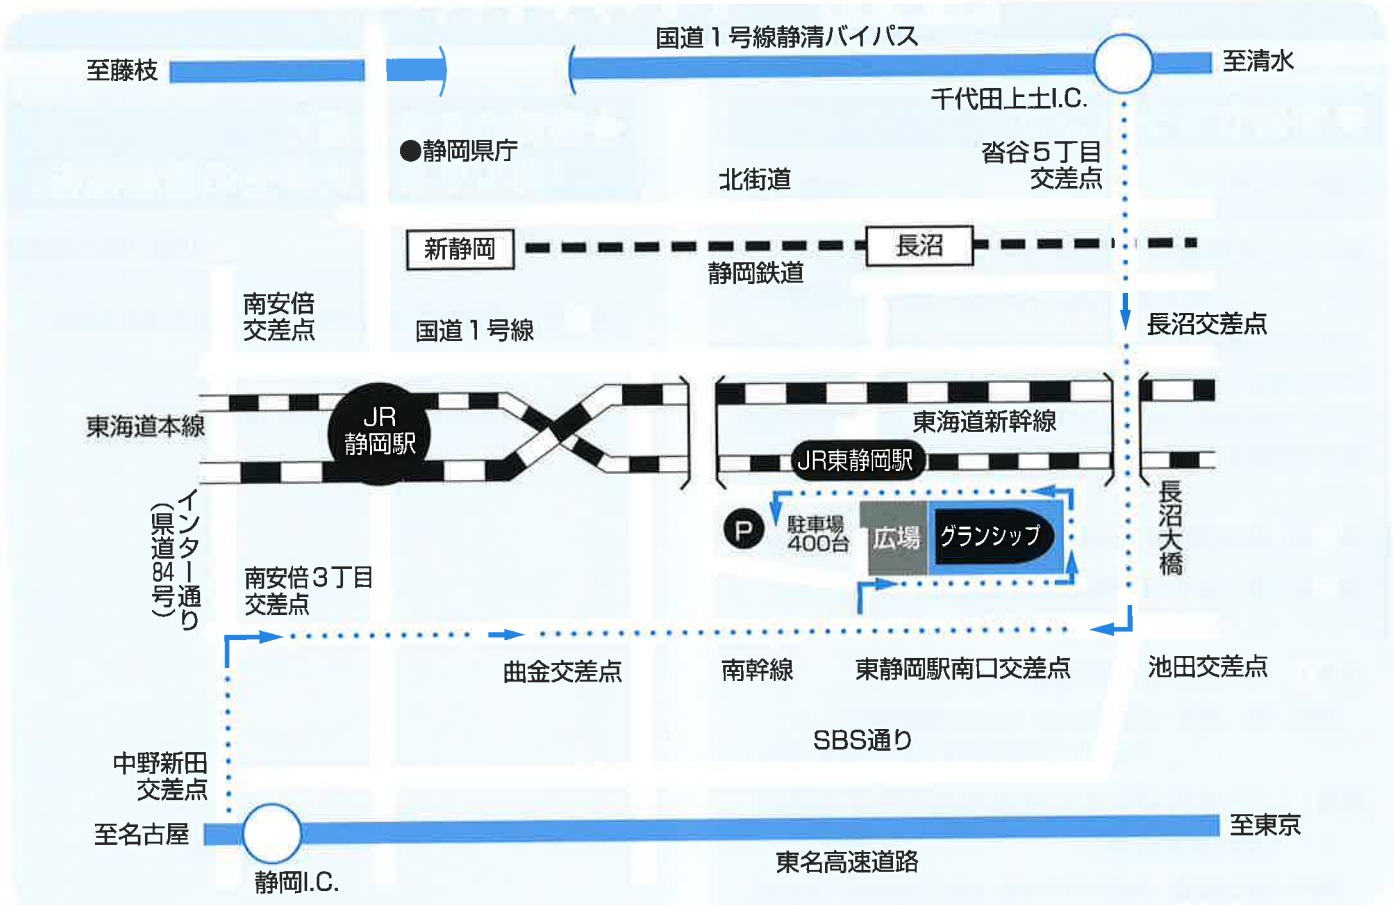 国道1号線静清バイパス
至藤枝
至清水
千代田上土I.C.
●静岡県庁
沓谷5丁目
交差点
北街道
新静岡
長沼
静岡鉄道
南安倍
交差点
国道1号線
長沼交差点
東海道本線
JR
静岡駅
東海道新幹線
JR東静岡駅
インター通り
(県道84号)
P
駐車場
400台
広場
グランシップ
長沼大橋
南安倍3丁目
交差点
曲金交差点
南幹線
東静岡駅南口交差点
池田交差点
SBS通り
中野新田
交差点
至名古屋
至東京
東名高速道路
静岡I.C.